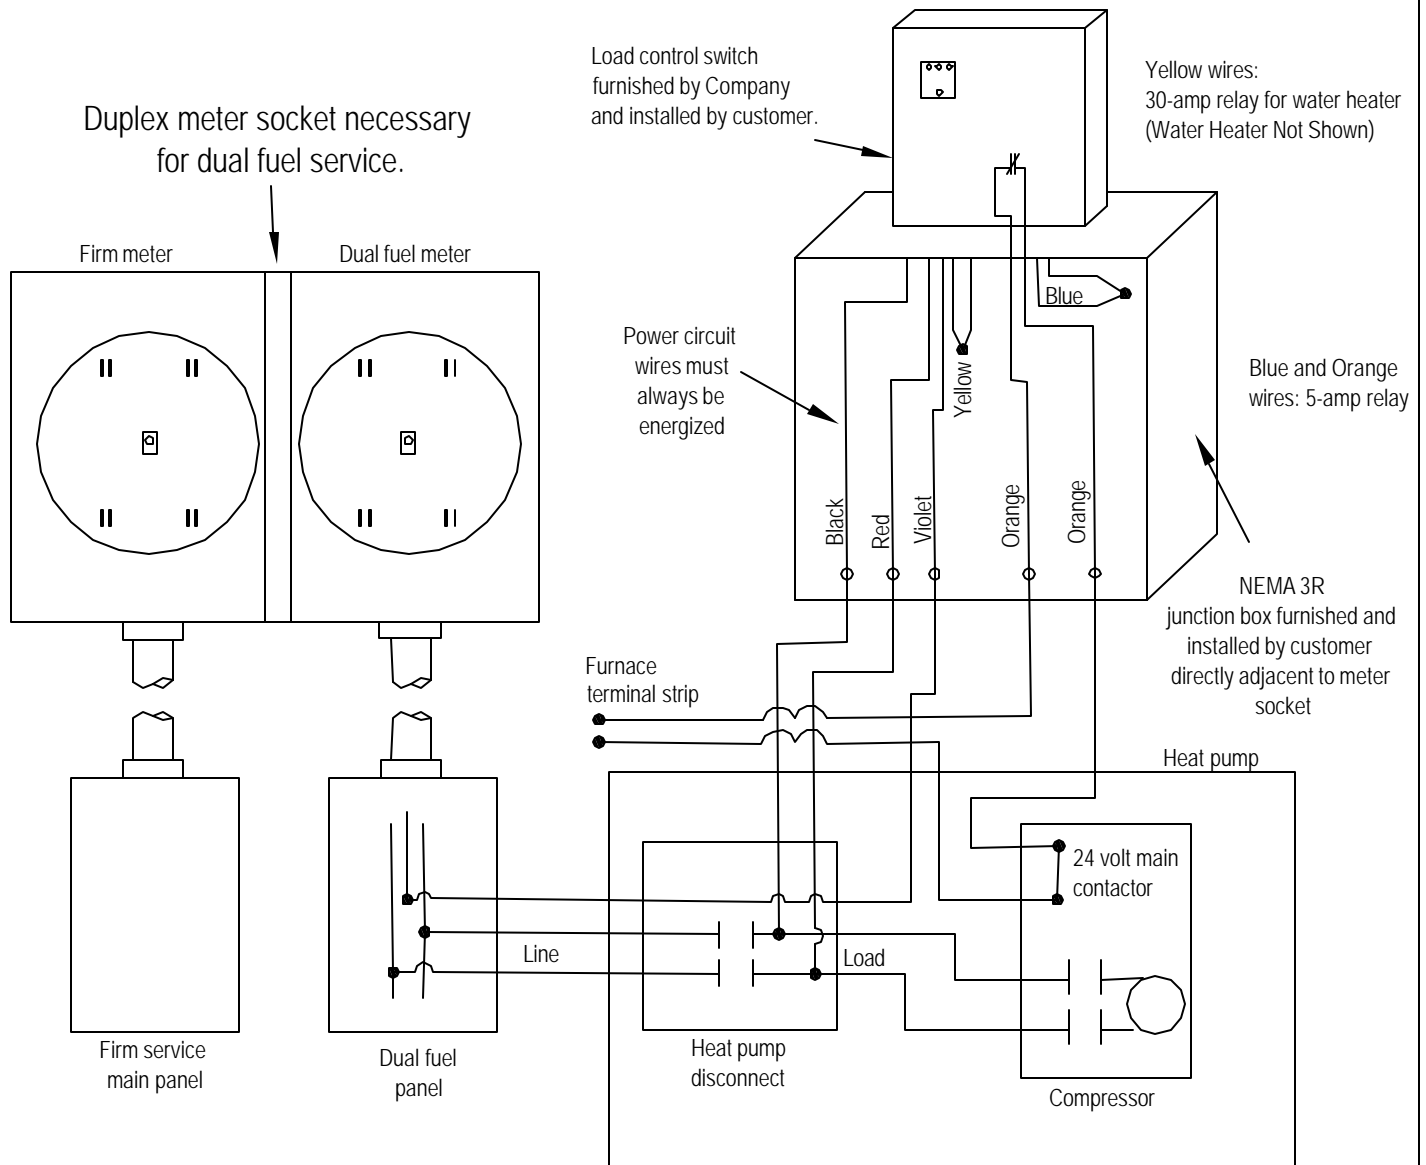 Load control switch
furnished by Company
and installed by customer.
Yellow wires:
30-amp relay for water heater
(Water Heater Not Shown)
Duplex meter socket necessary
for dual fuel service.
Firm meter
Dual fuel meter
Blue
Power circuit
wires must
always be
energized
Yellow
Blue and Orange
wires: 5-amp relay
Black
Red
Violet
Orange
Orange
NEMA 3R
junction box furnished and
installed by customer
directly adjacent to meter
socket
Furnace
terminal strip
Heat pump
24 volt main
contactor
Line
Load
Firm service
main panel
Dual fuel
panel
Heat pump
disconnect
Compressor